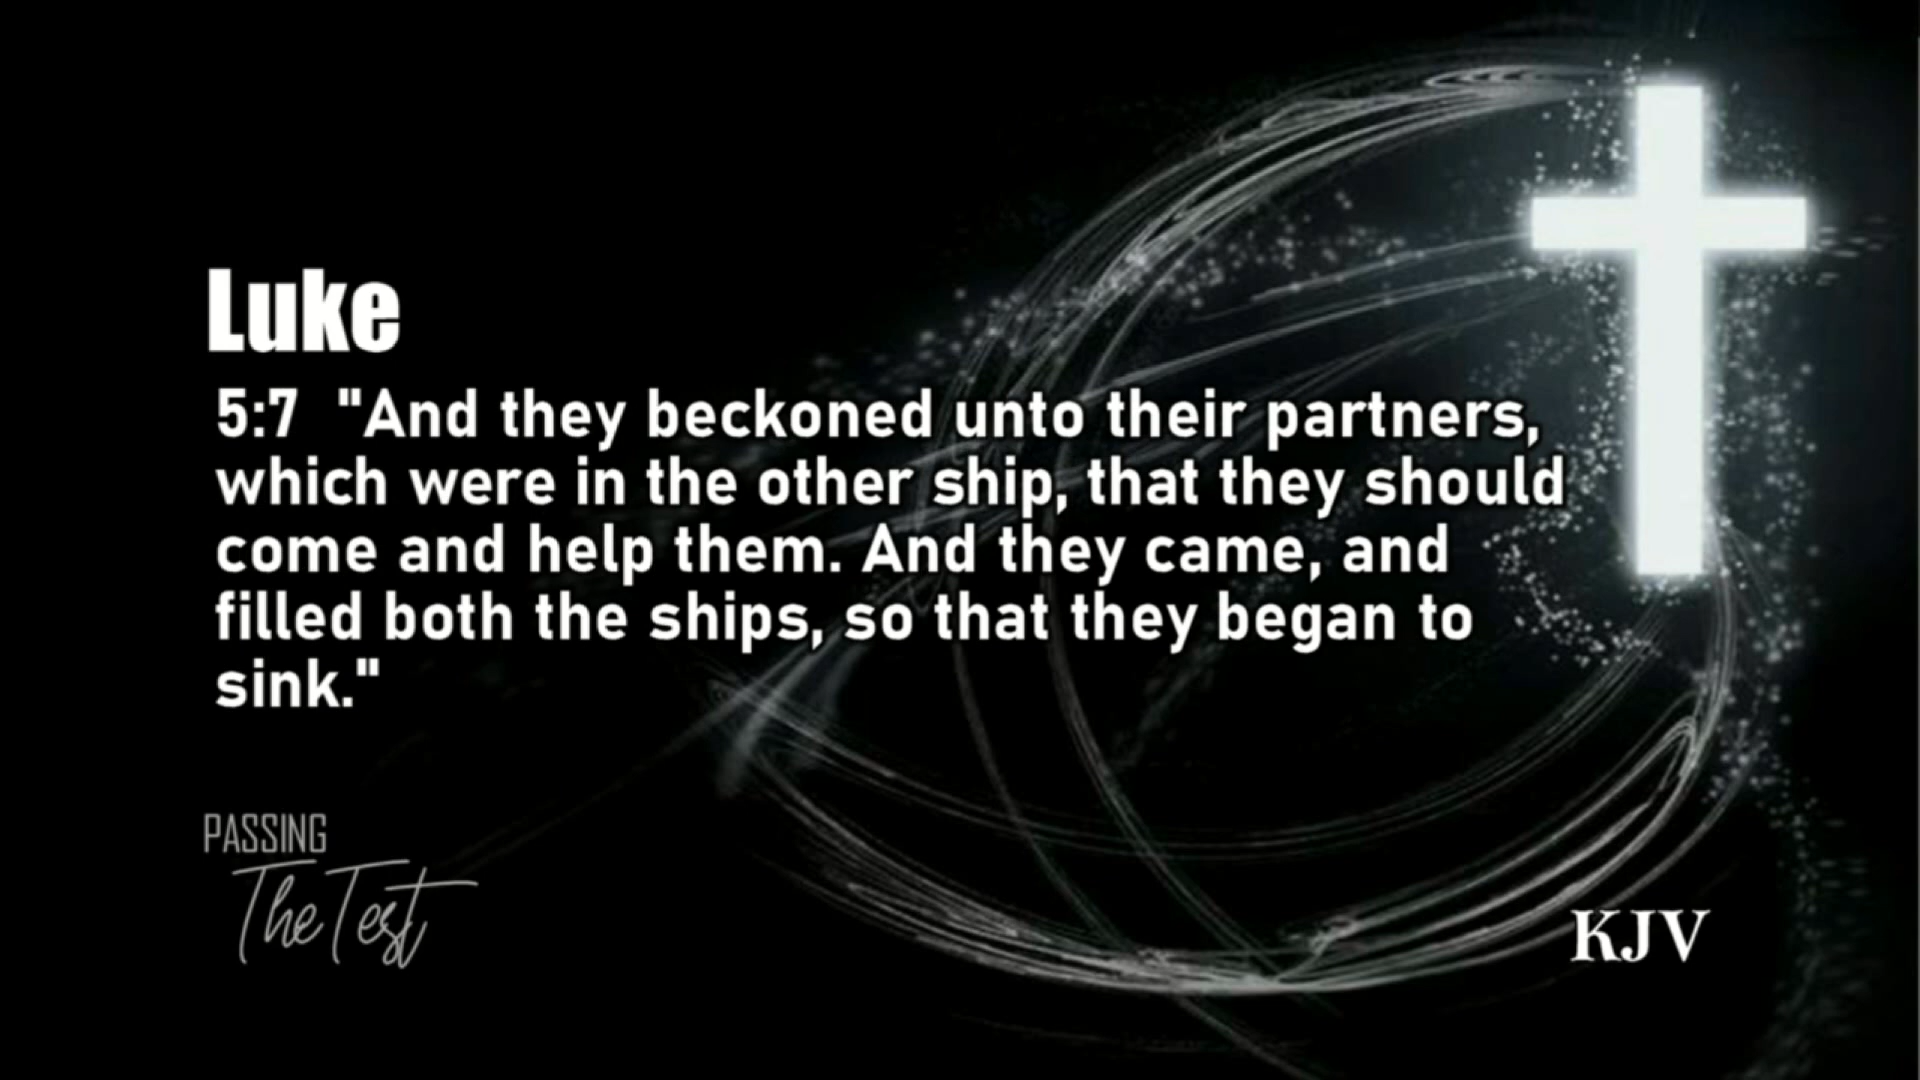 Luke
5:7 "And they beckoned unto their partners,
which were in the other ship, that they should
come and help them. And they came, and
filled both the ships, so that they began to
sink."
PASSING
The Test
KJV